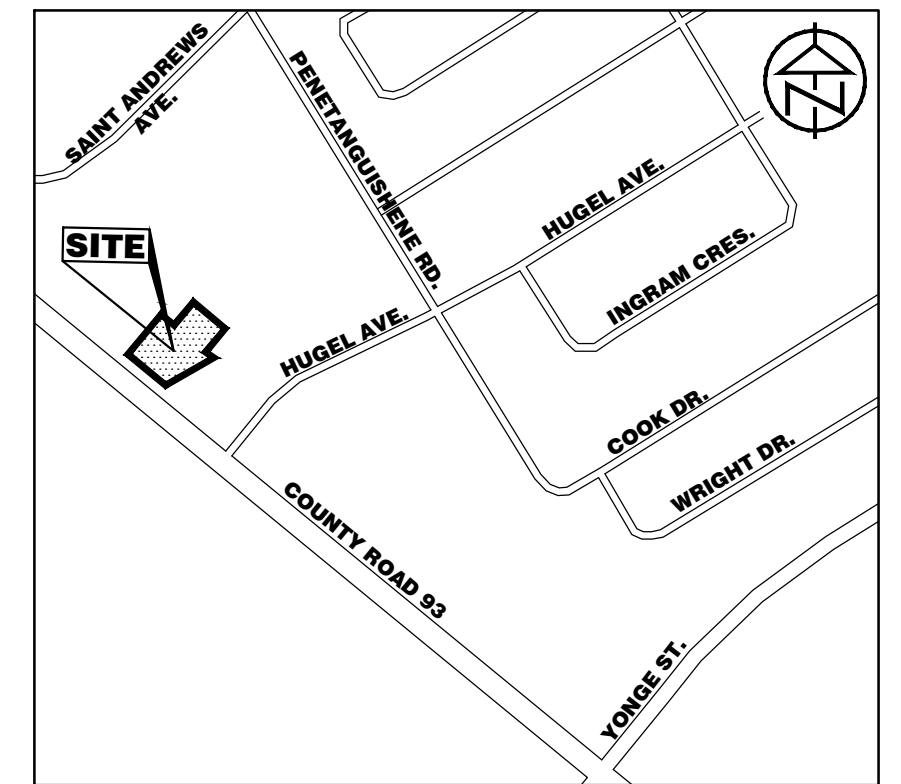 SAINT ANDREWS
AVE.
PENETANGUISHENE RD.
N
HUGEL AVE.
SITE
INGRAM CRES.
HUGEL AVE.
COOK DR.
WRIGHT DR.
COUNTY ROAD 93
YONGE ST.